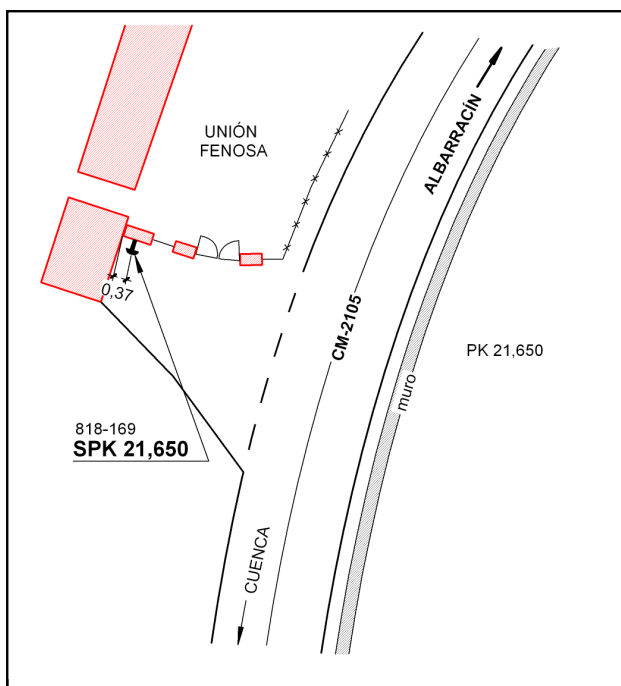 UNIÓN
FENOSA
ALBARRACÍN
0,37
CM-2105
PK 21,650
muro
818-169
SPK 21,650
CUENCA